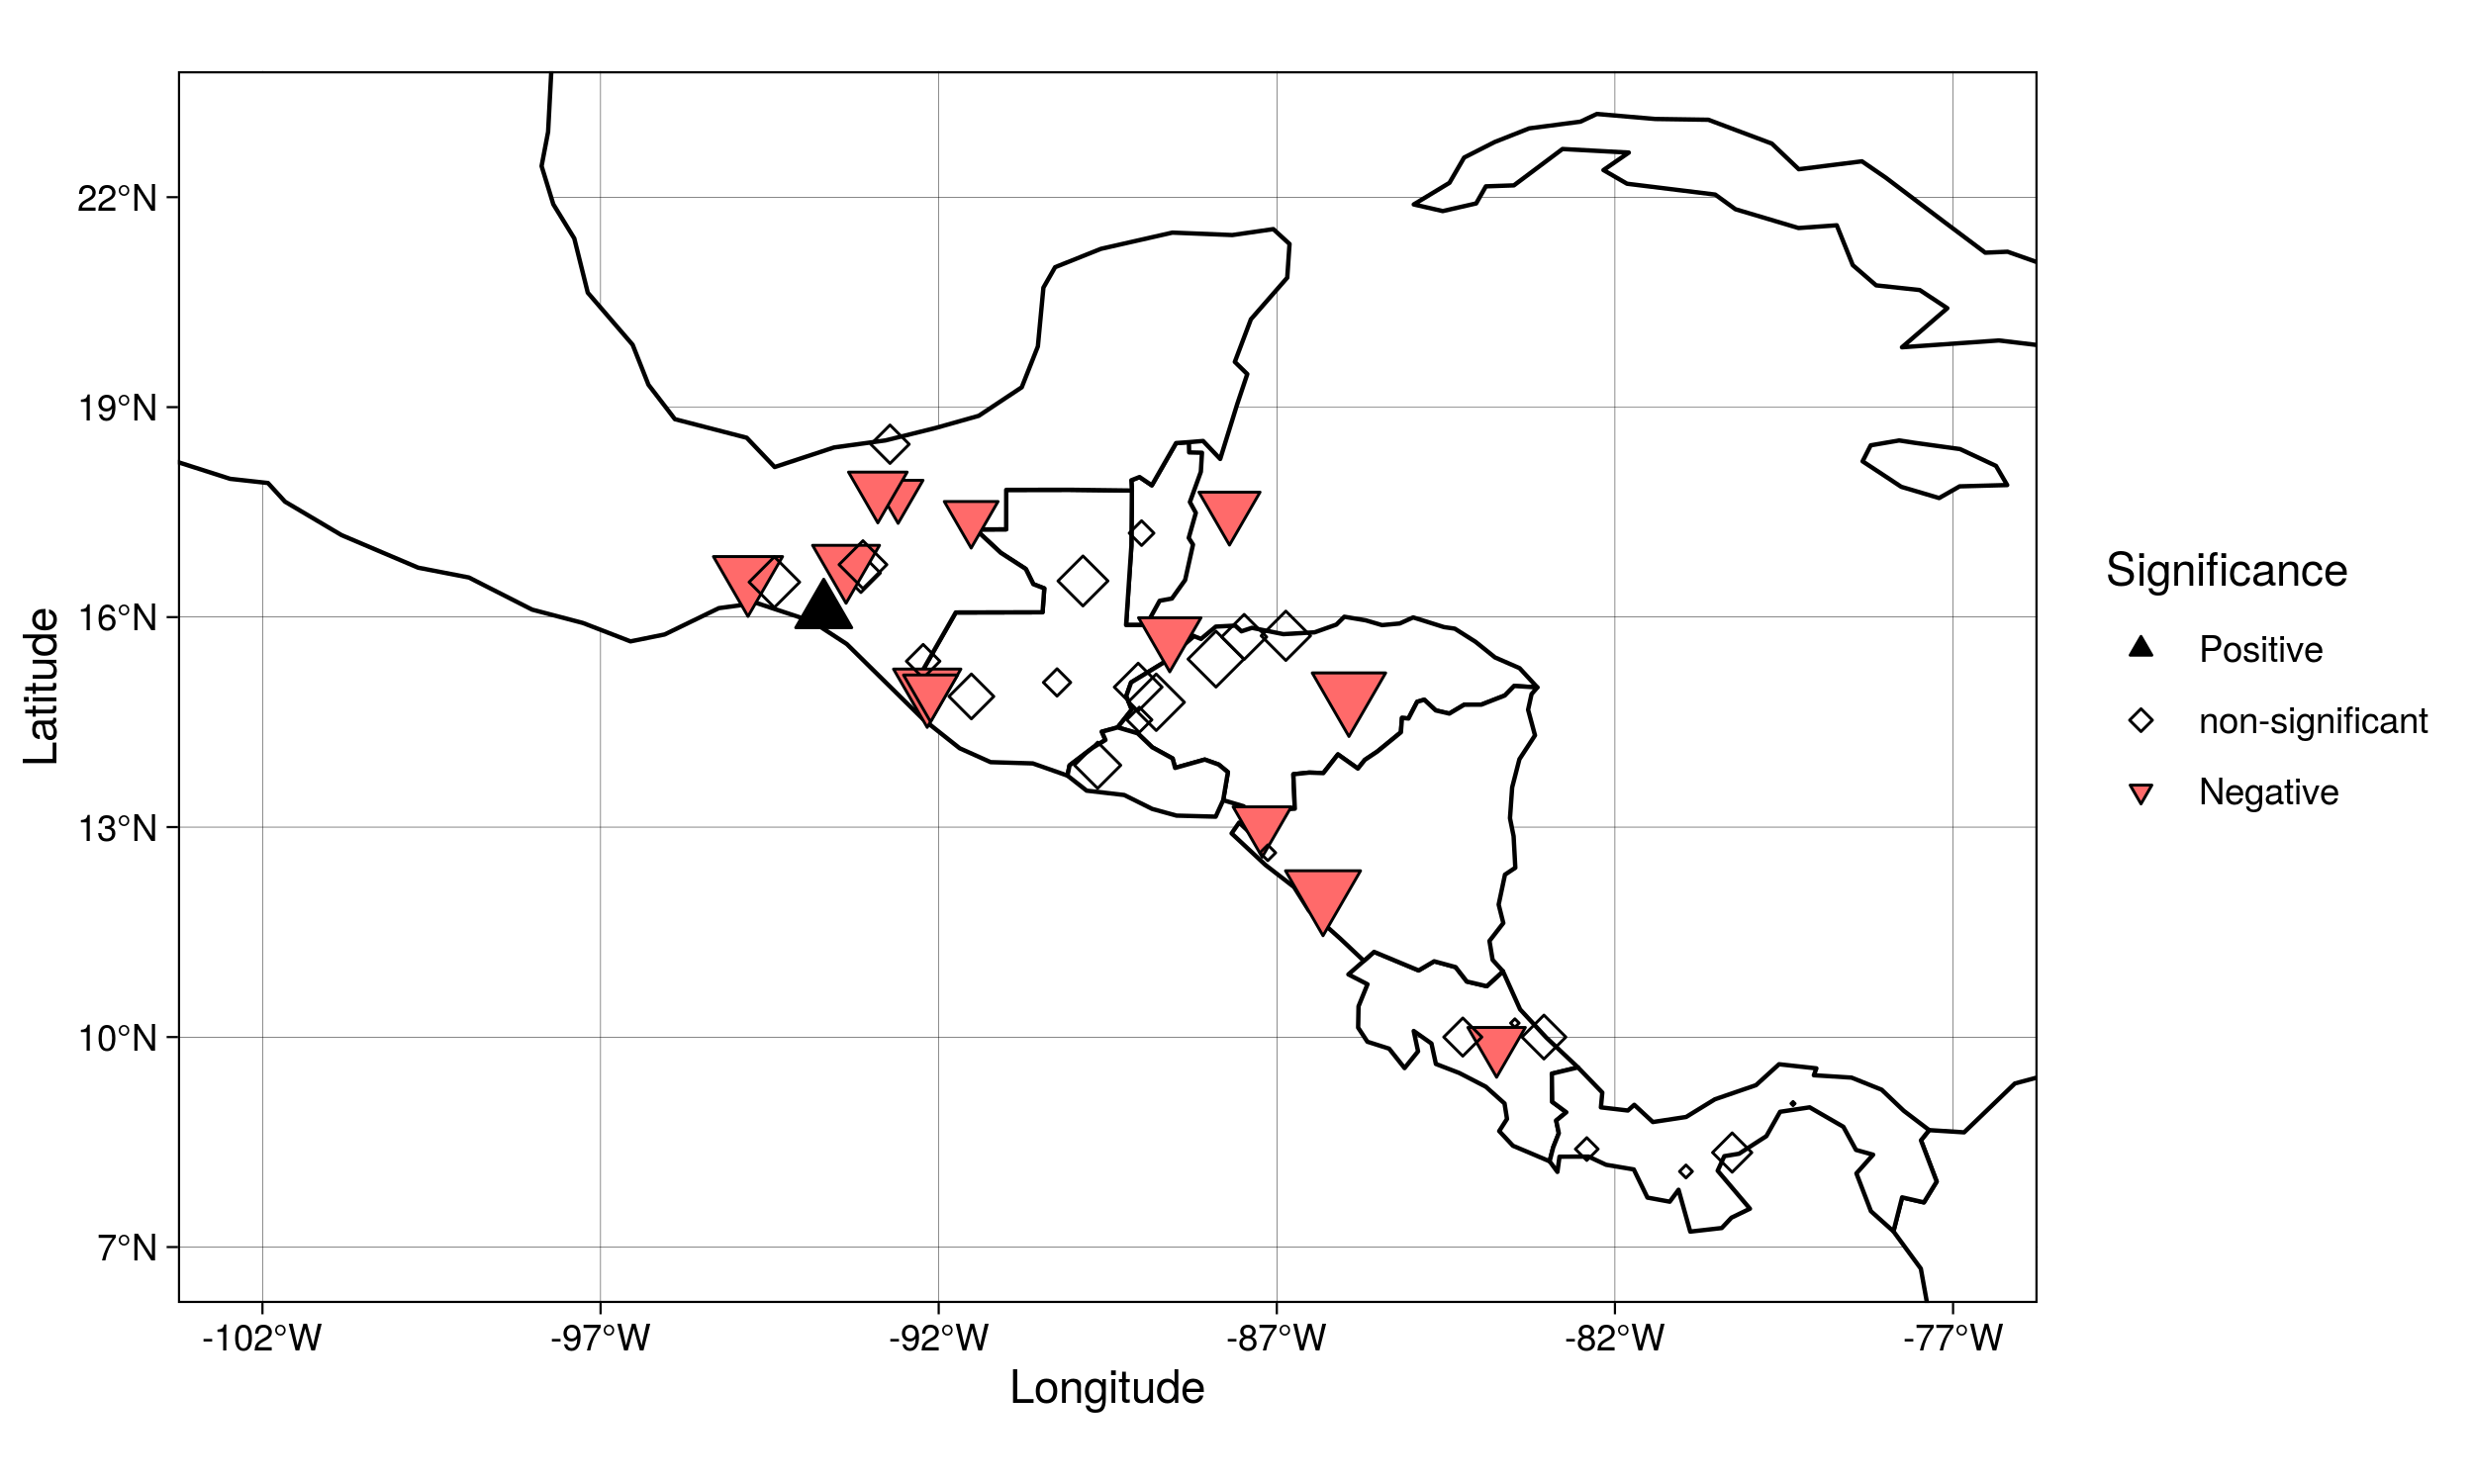 22°N
19°N
16°N
13°N
10°N
7°N
-102°W
-97°W
-92°W
-87°W
-82°W
-77°W
Longitude
Latitude
Significance
Positive
non-significant
Negative